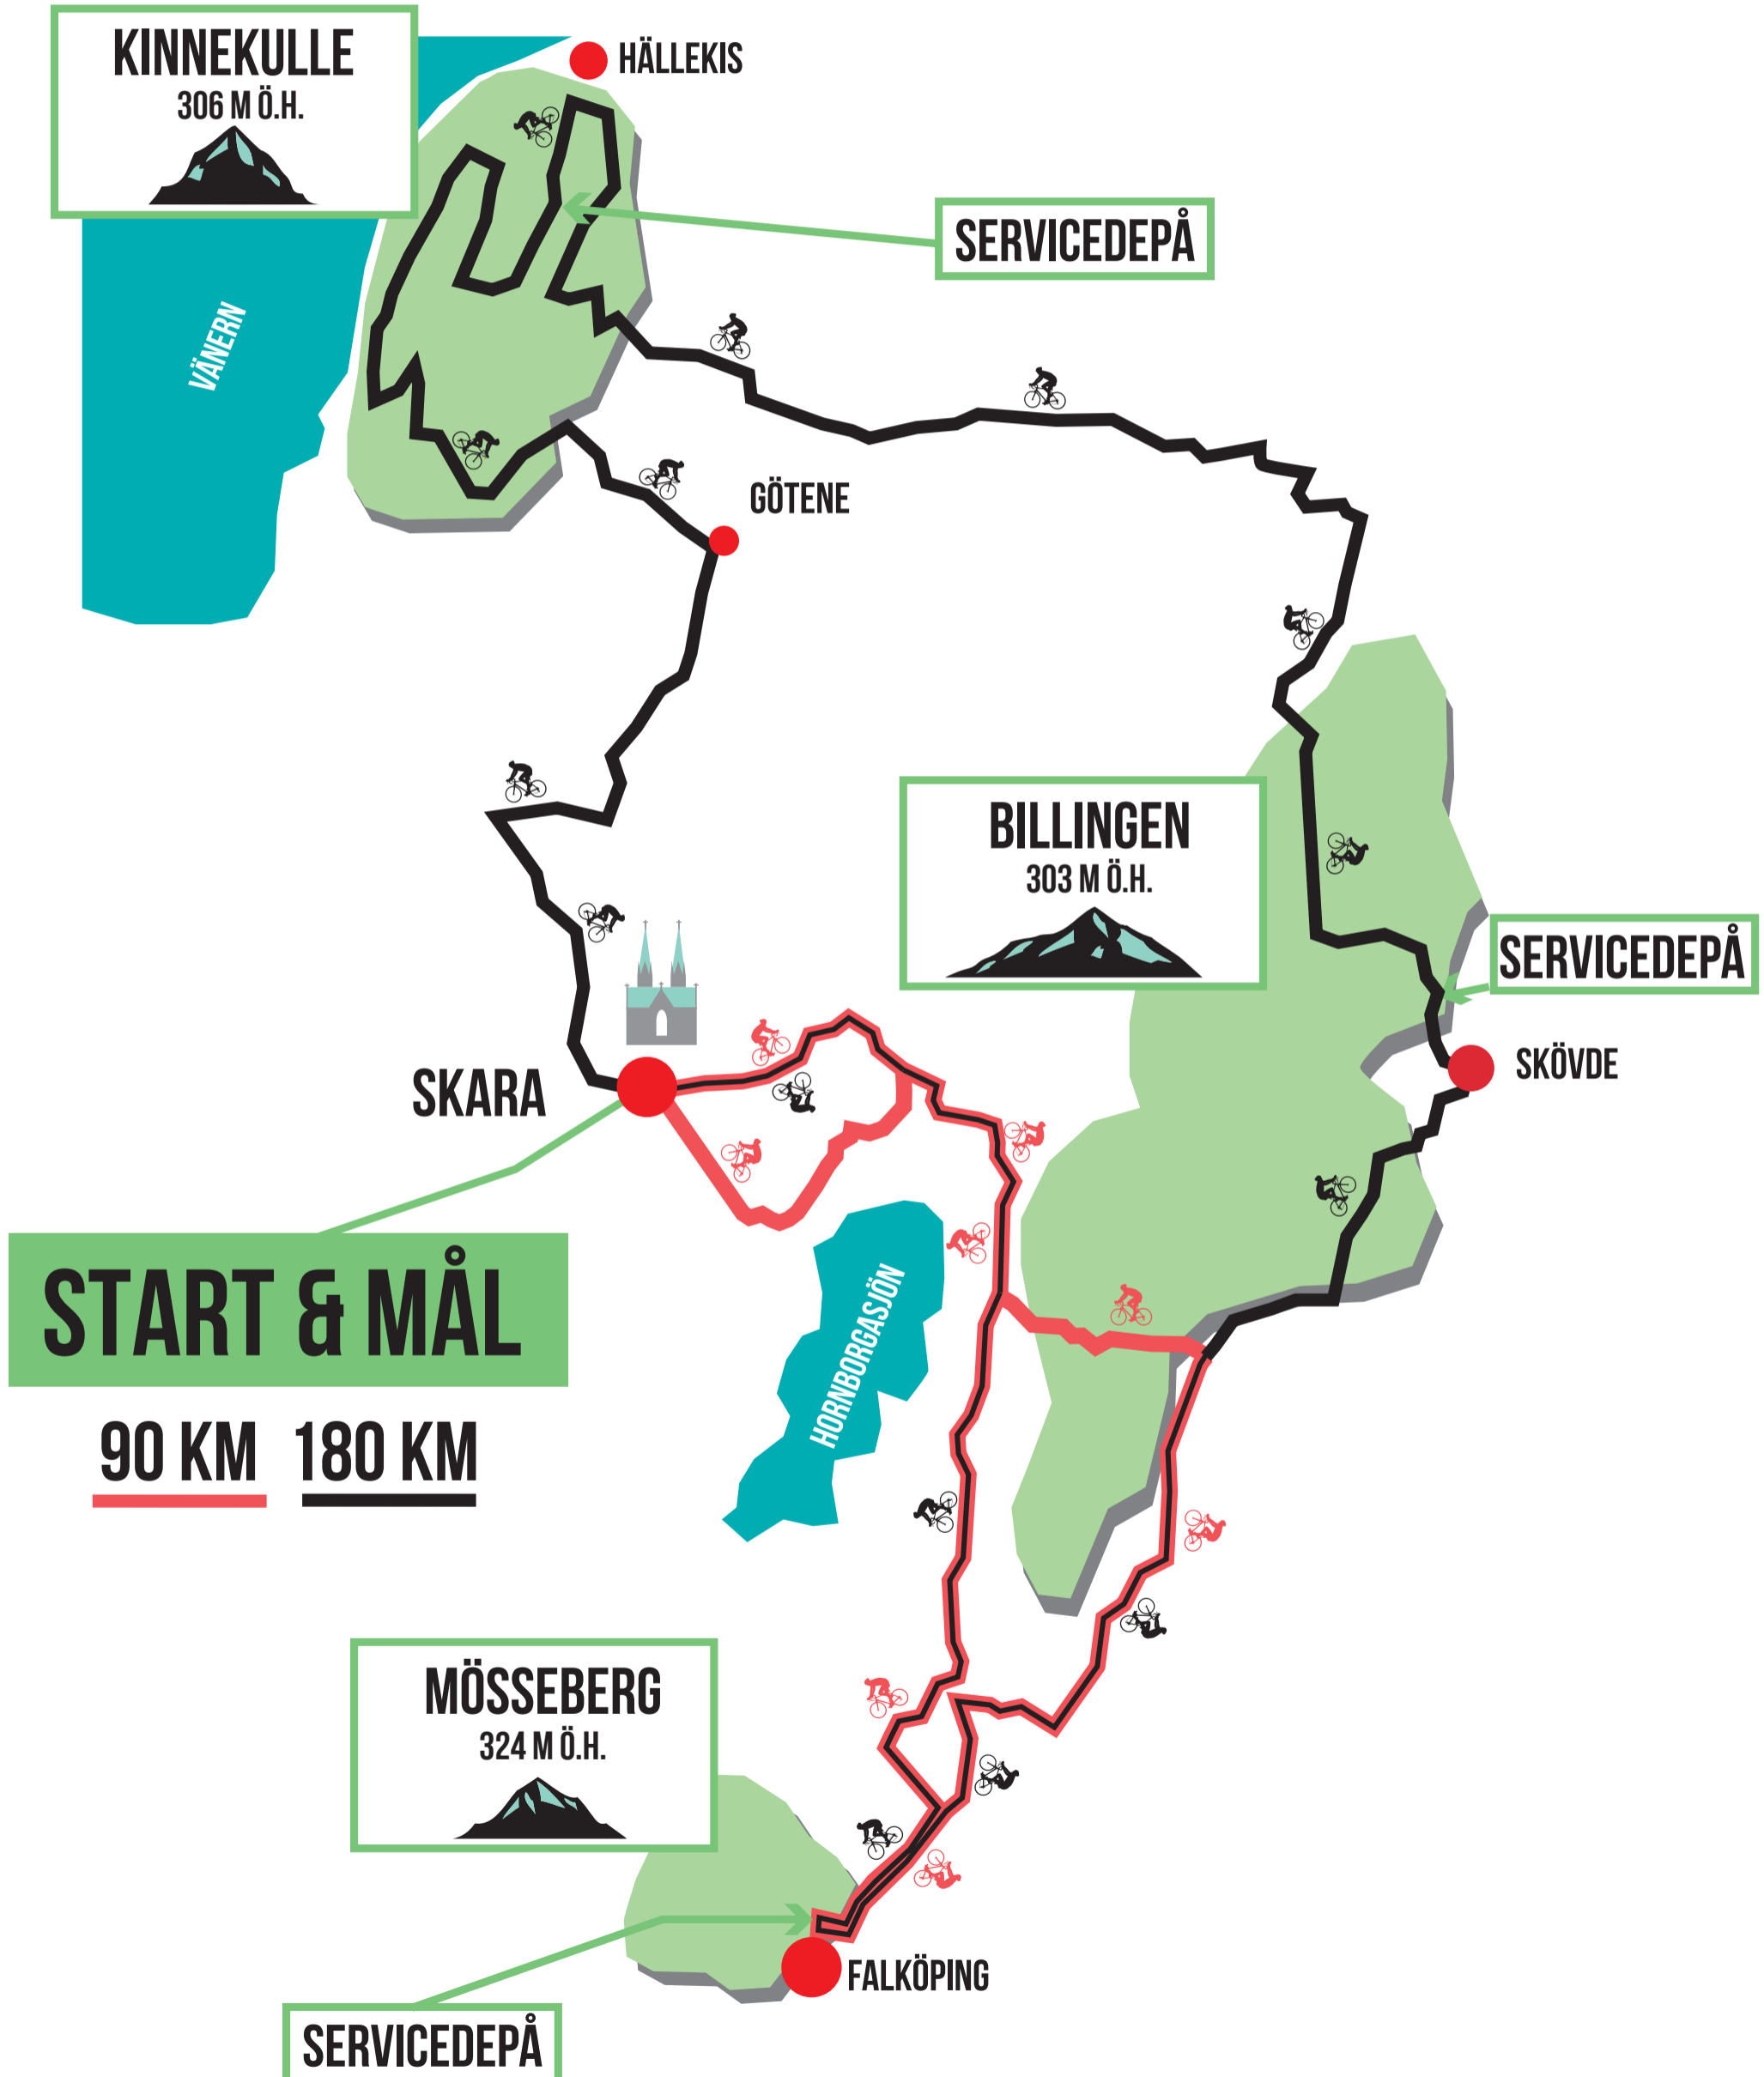 KINNEKULLE
306 M Ö.H.
HÄLLEKIS
SERVICEDEPÅ
VÄNERN
GÖTENE
BILLINGEN
303 M Ö.H.
SERVICEDEPÅ
SKÖVDE
SKARA
START & MÅL
90 KM 180 KM
HORNBORGASJÖN
MÖSSEBERG
324 M Ö.H.
FALKÖPING
SERVICEDEPÅ